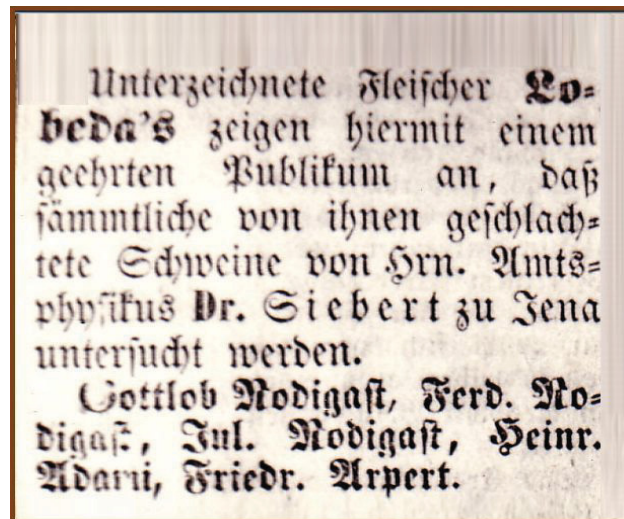 Unterzeichnete Fleischer Lo=
beda's zeigen hiermit einem
geehrten Publikum an, daß
sämmtliche von ihnen geschlach=
tete Schweine von Hrn. Amts=
physikus Dr. Siebert zu Jena
untersucht werden.
Gottlob Rodigast, Ferd. Ro=
digast, Jul. Rodigast, Heinr.
Adami, Friedr. Arpert.